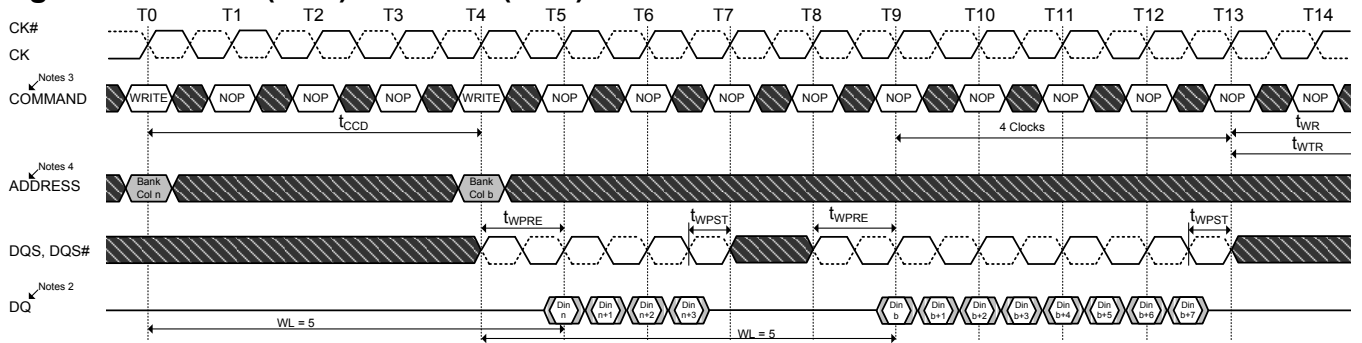 T0 T1 T2 T3 T4 T5 T6 T7 T8 T9 T10 T11 T12 T13 T14
CK#
CK
Notes 3
COMMAND WRITE NOP NOP NOP WRITE NOP NOP NOP NOP NOP NOP NOP NOP NOP NOP
tCCD 4 Clocks tWR
tWTR
Notes 4
ADDRESS Bank Col n Bank Col b
tWPRE tWPST tWPRE tWPST
DQS, DQS#
Notes 2
DQ Din n Din n+1 Din n+2 Din n+3 Din b Din b+1 Din b+2 Din b+3 Din b+4 Din b+5 Din b+6 Din b+7
WL = 5 WL = 5